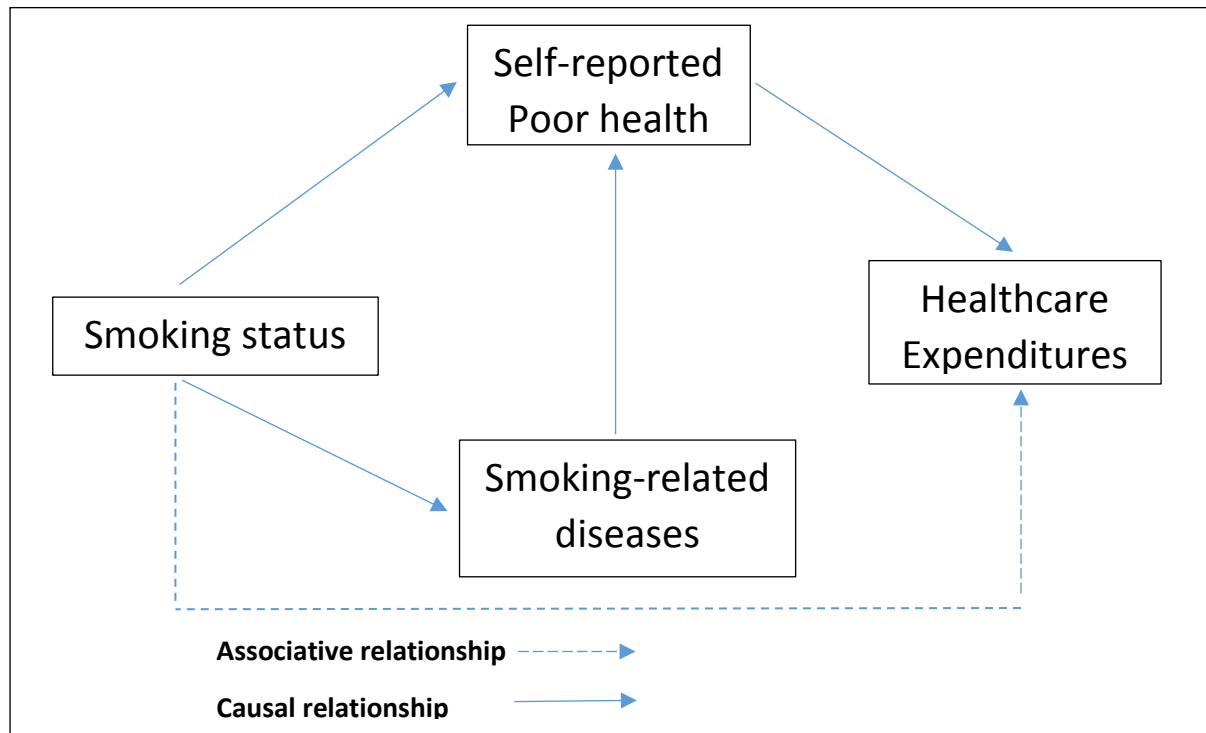 Self-reported
Poor health
Smoking status
Healthcare
Expenditures
Smoking-related
diseases
Associative relationship
Causal relationship